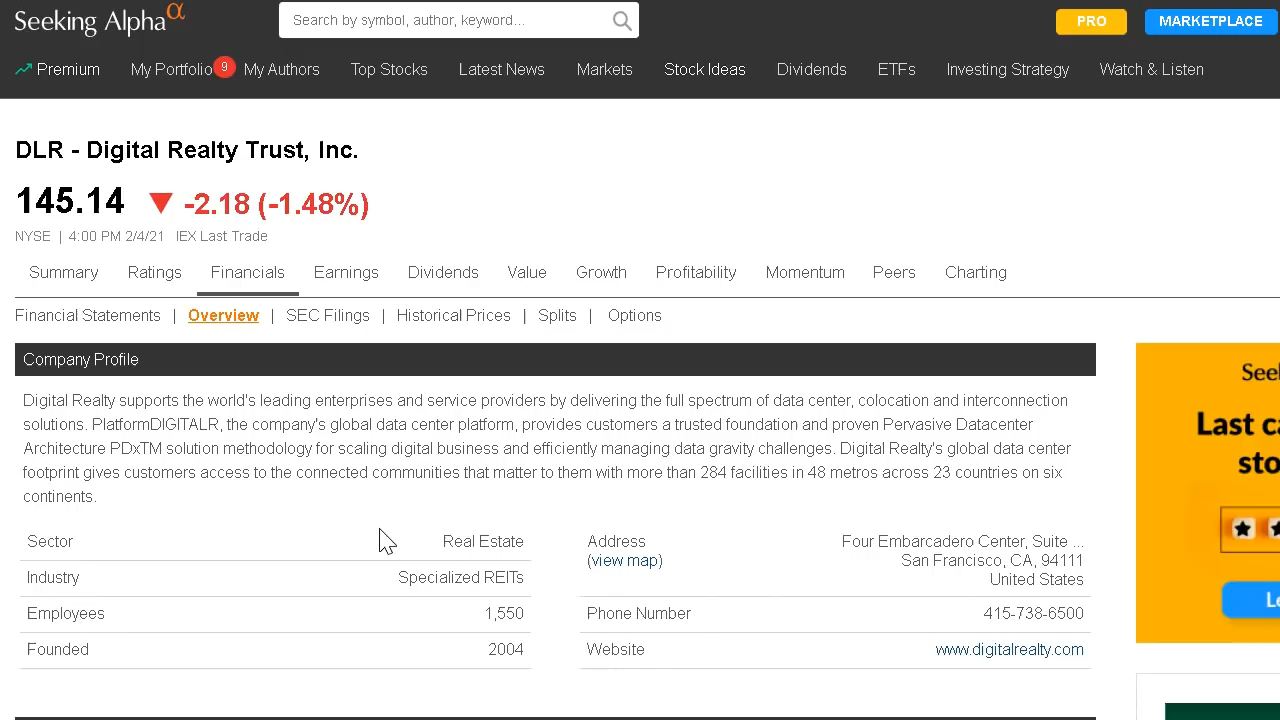 Seeking Alpha α
Search by symbol, author, keyword...
PRO
MARKETPLACE
Premium My Portfolio 9 My Authors Top Stocks Latest News Markets Stock Ideas Dividends ETFs Investing Strategy Watch & Listen
DLR - Digital Realty Trust, Inc.
145.14 ▼ -2.18 (-1.48%)
NYSE | 4:00 PM 2/4/21 IEX Last Trade
Summary Ratings Financials Earnings Dividends Value Growth Profitability Momentum Peers Charting
Financial Statements | Overview | SEC Filings | Historical Prices | Splits | Options
Company Profile
Digital Realty supports the world's leading enterprises and service providers by delivering the full spectrum of data center, colocation and interconnection
solutions. PlatformDIGITALR, the company's global data center platform, provides customers a trusted foundation and proven Pervasive Datacenter
Architecture PDxTM solution methodology for scaling digital business and efficiently managing data gravity challenges. Digital Realty's global data center
footprint gives customers access to the connected communities that matter to them with more than 284 facilities in 48 metros across 23 countries on six
continents.
Sector Real Estate
Industry Specialized REITs
Employees 1,550
Founded 2004
Address Four Embarcadero Center, Suite ...
(view map) San Francisco, CA, 94111
United States
Phone Number 415-738-6500
Website www.digitalrealty.com
Last